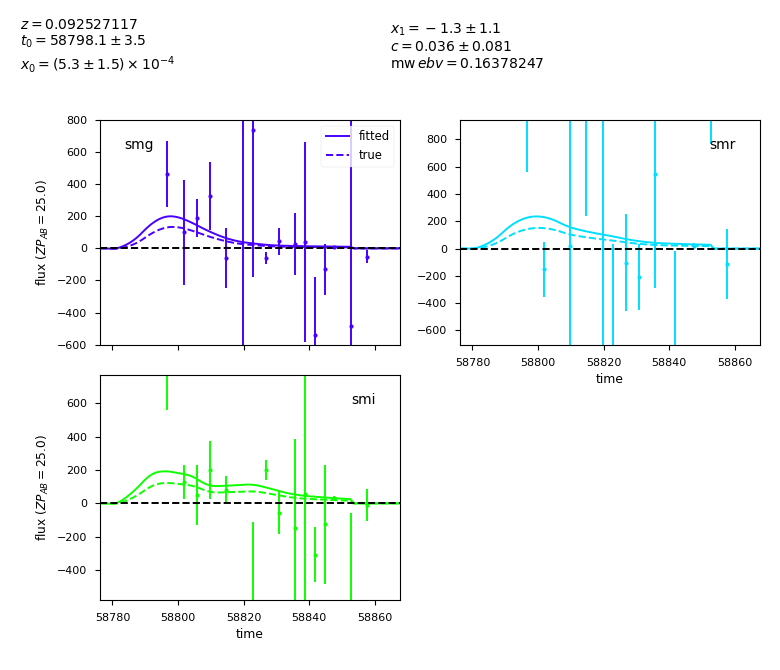 z = 0.092527117
t₀ = 58798.1 ± 3.5
x₀ = (5.3 ± 1.5) × 10⁻⁴
x₁ = −1.3 ± 1.1
c = 0.036 ± 0.081
mw ebv = 0.16378247
800
600
400
200
0
−200
−400
−600
flux (ZP_AB = 25.0)
smg
fitted
true
800
600
400
200
0
−200
−400
−600
smr
58780 58800 58820 58840 58860
time
600
400
200
0
−200
−400
flux (ZP_AB = 25.0)
smi
58780 58800 58820 58840 58860
time